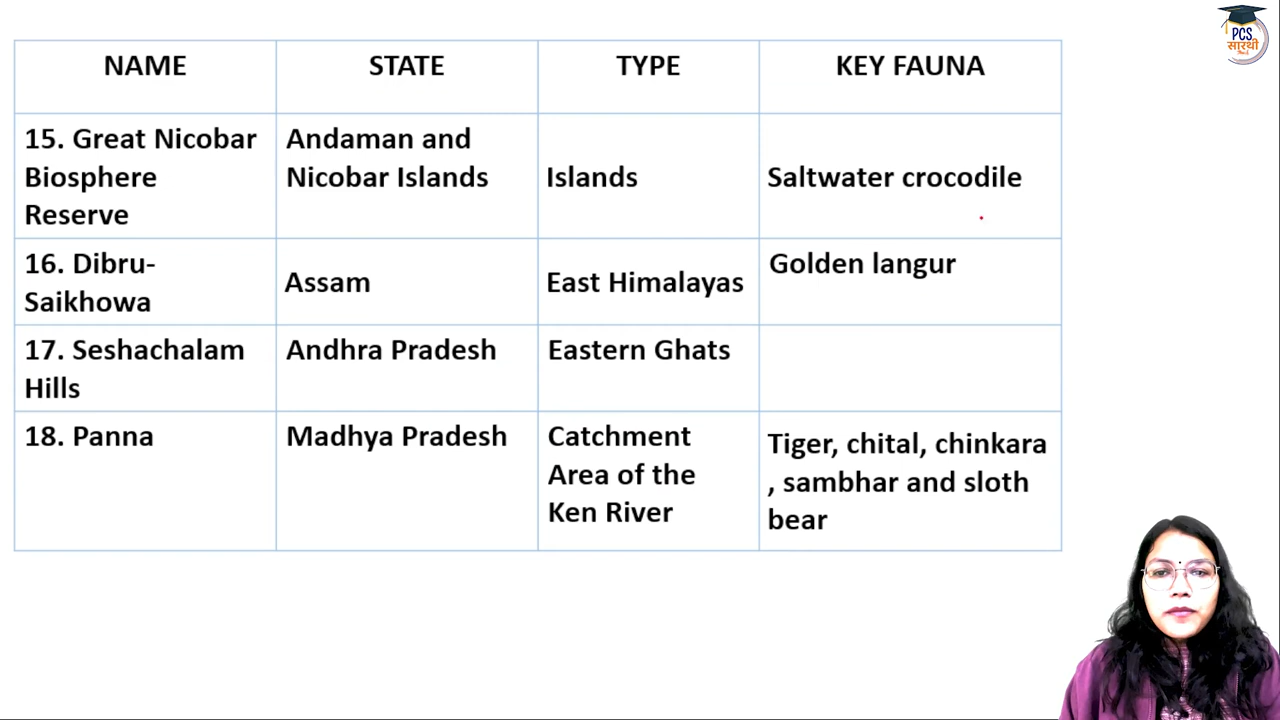 PCS
सारथी
NAME STATE TYPE KEY FAUNA
15. Great Nicobar
Biosphere
Reserve
Andaman and
Nicobar Islands
Islands
Saltwater crocodile
16. Dibru-
Saikhowa
Assam
East Himalayas
Golden langur
17. Seshachalam
Hills
Andhra Pradesh
Eastern Ghats
18. Panna
Madhya Pradesh
Catchment
Area of the
Ken River
Tiger, chital, chinkara
, sambhar and sloth
bear